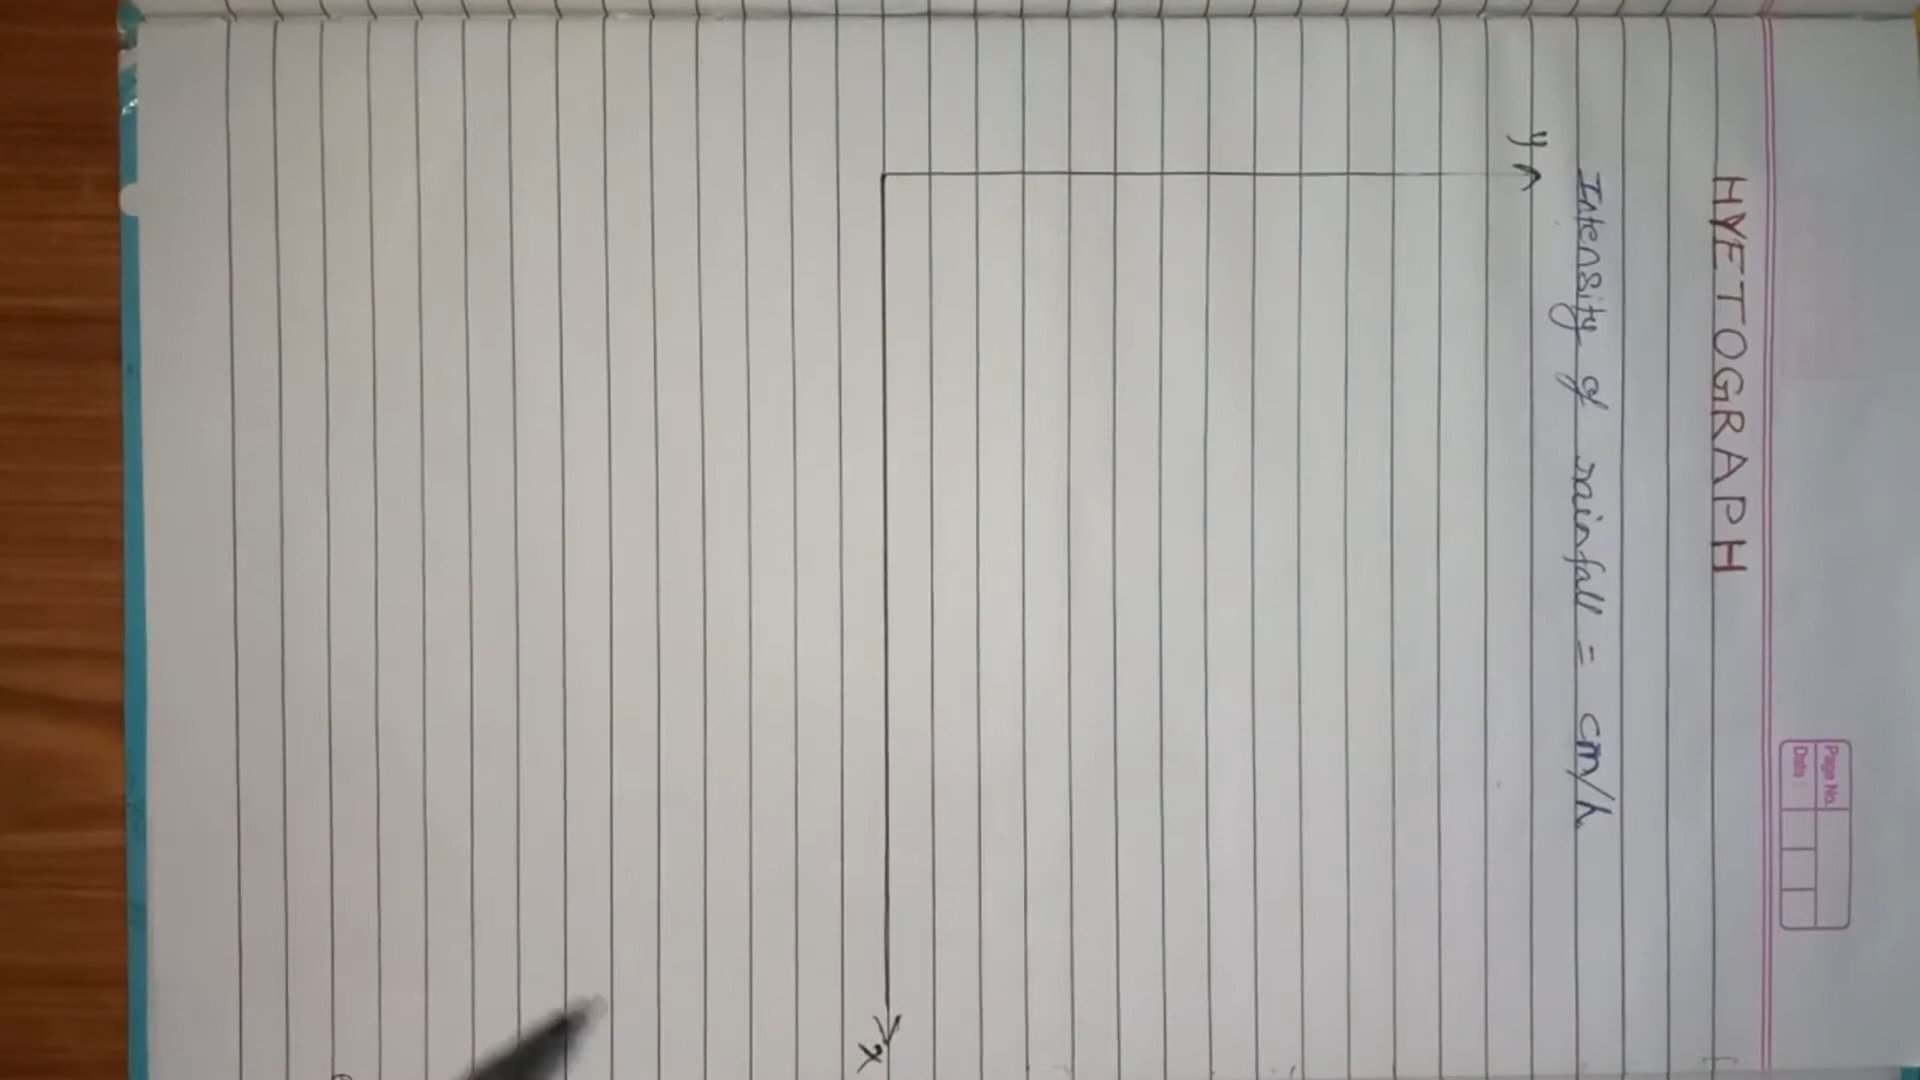 Page No.
Date :
HYETOGRAPH
Intensity of rainfall = cm/h
y
x